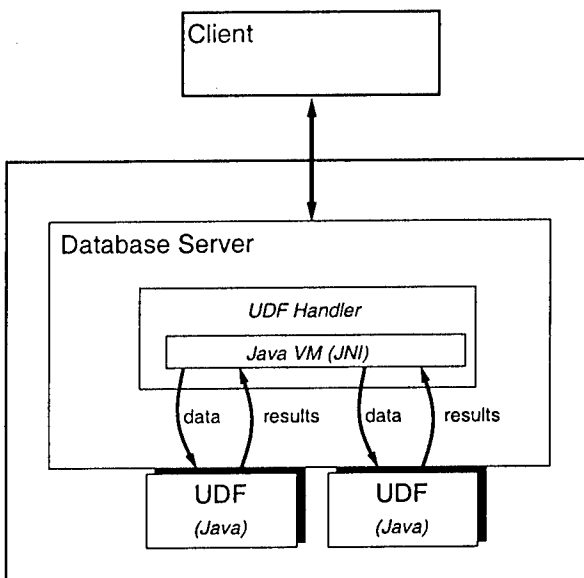 Client
Database Server
UDF Handler
Java VM (JNI)
data results data results
UDF UDF
(Java) (Java)